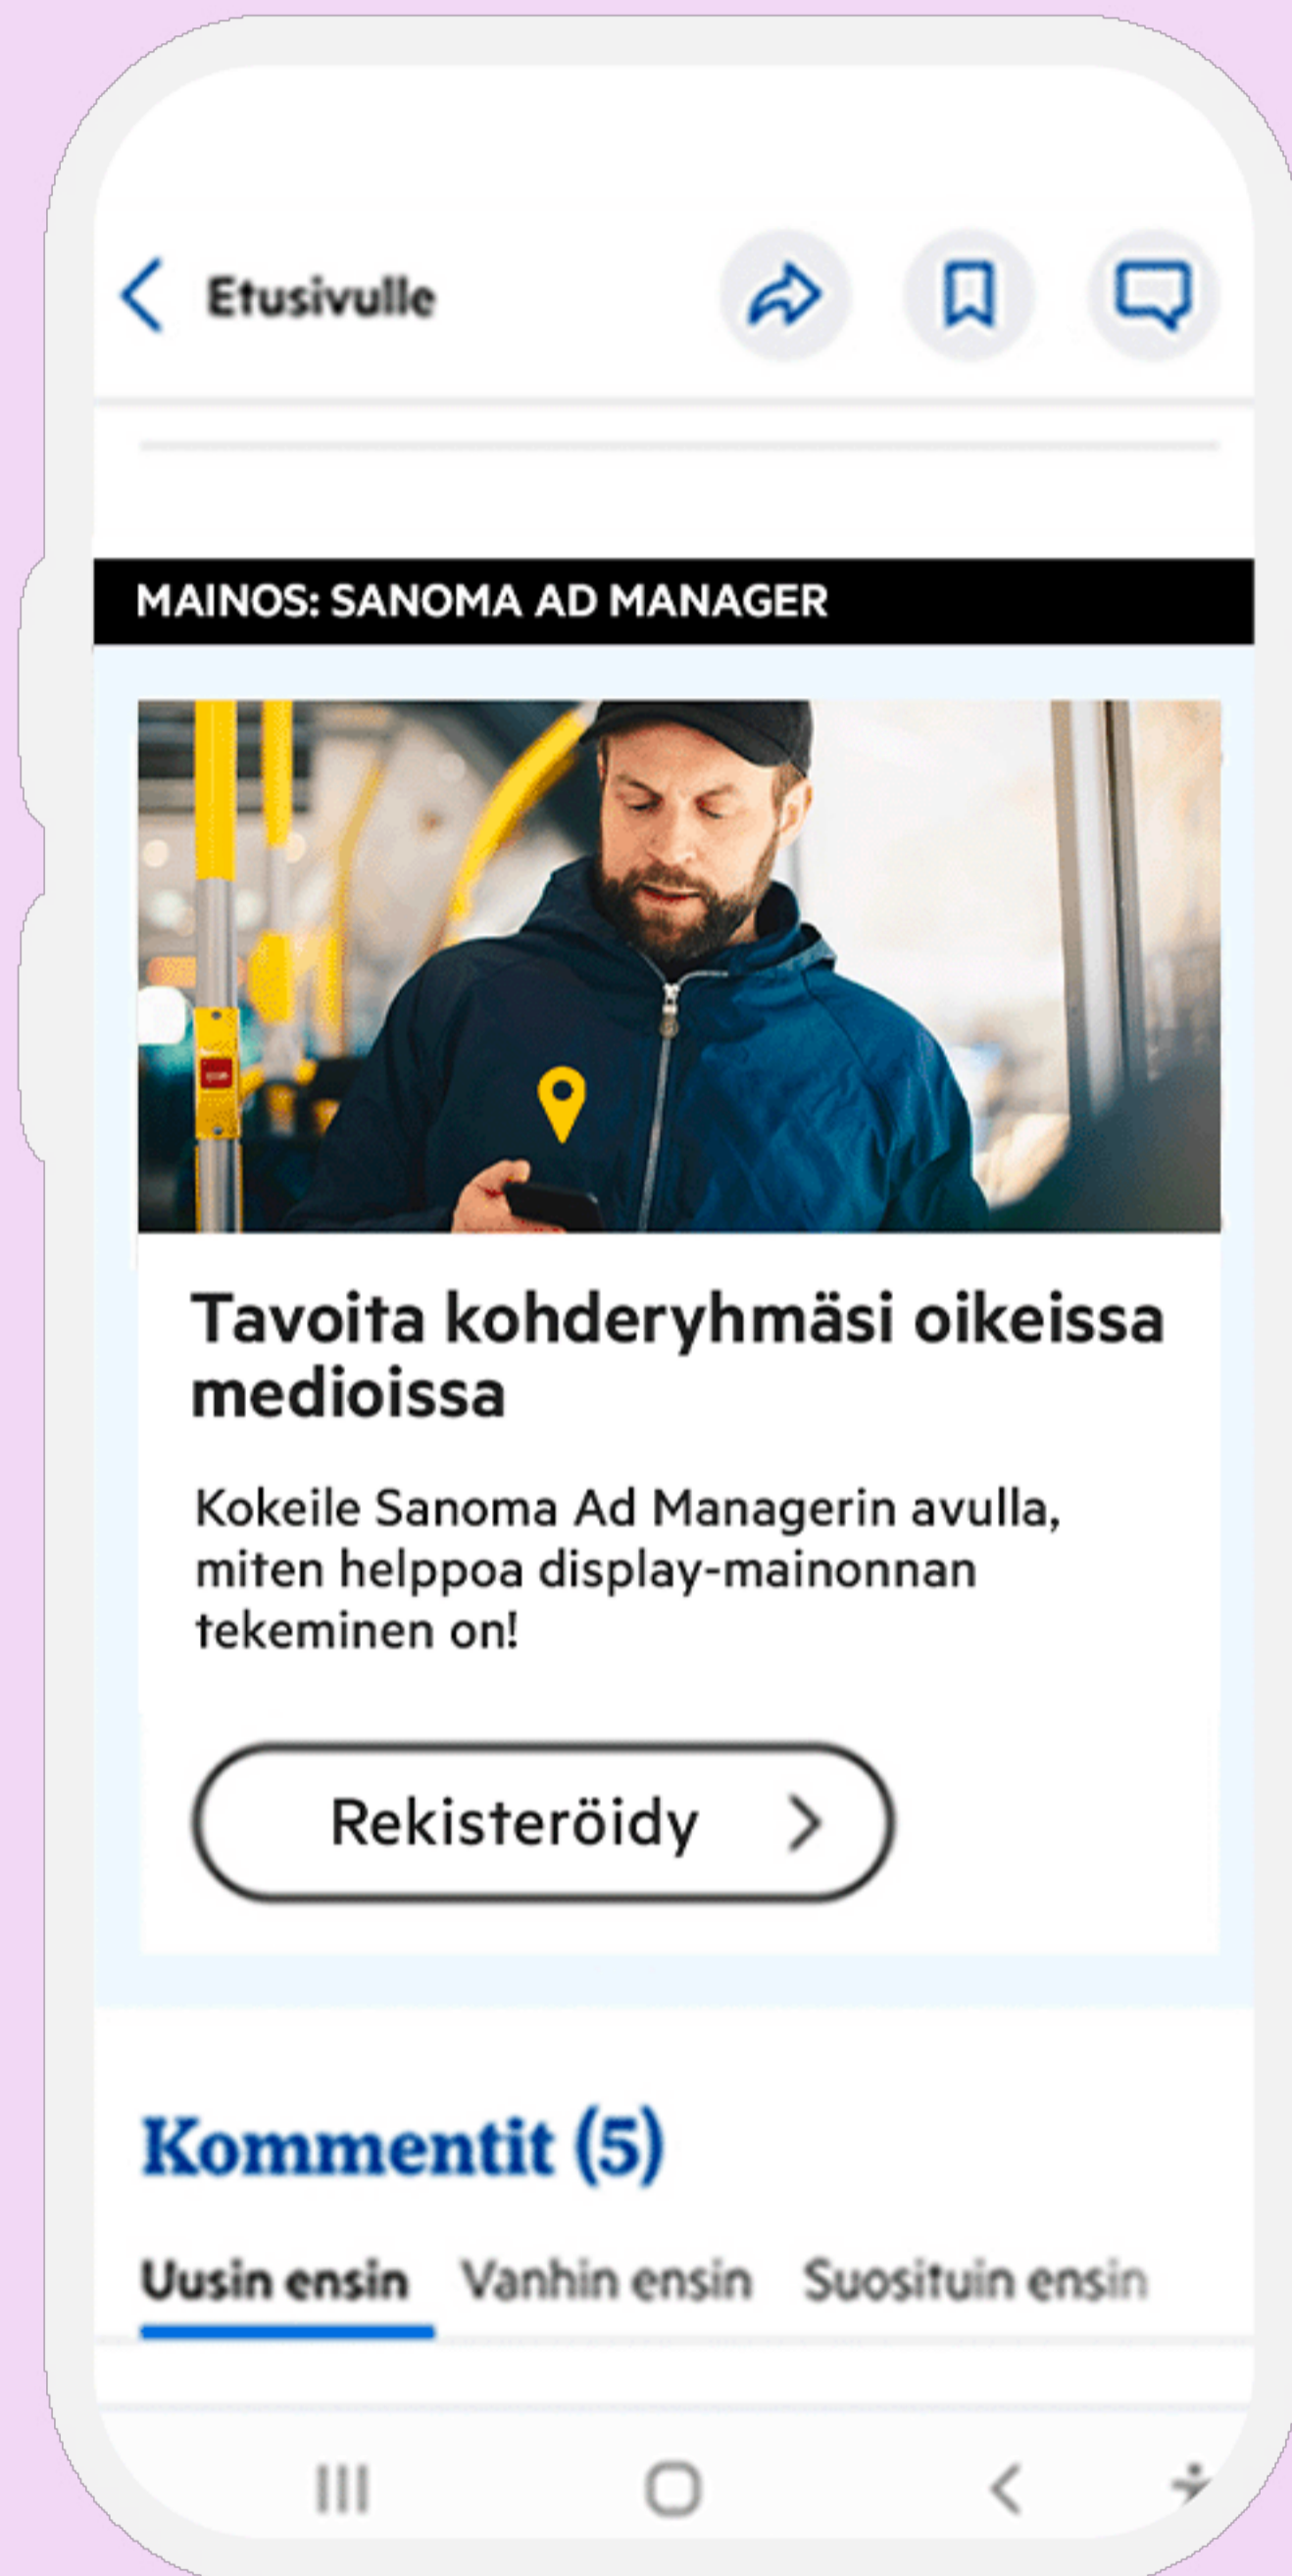 Etusivulle
MAINOS: SANOMA AD MANAGER
Tavoita kohderyhmäsi oikeissa
medioissa
Kokeile Sanoma Ad Managerin avulla,
miten helppoa display-mainonnan
tekeminen on!
Rekisteröidy
Kommentit (5)
Uusin ensin Vanhin ensin Suosituin ensin